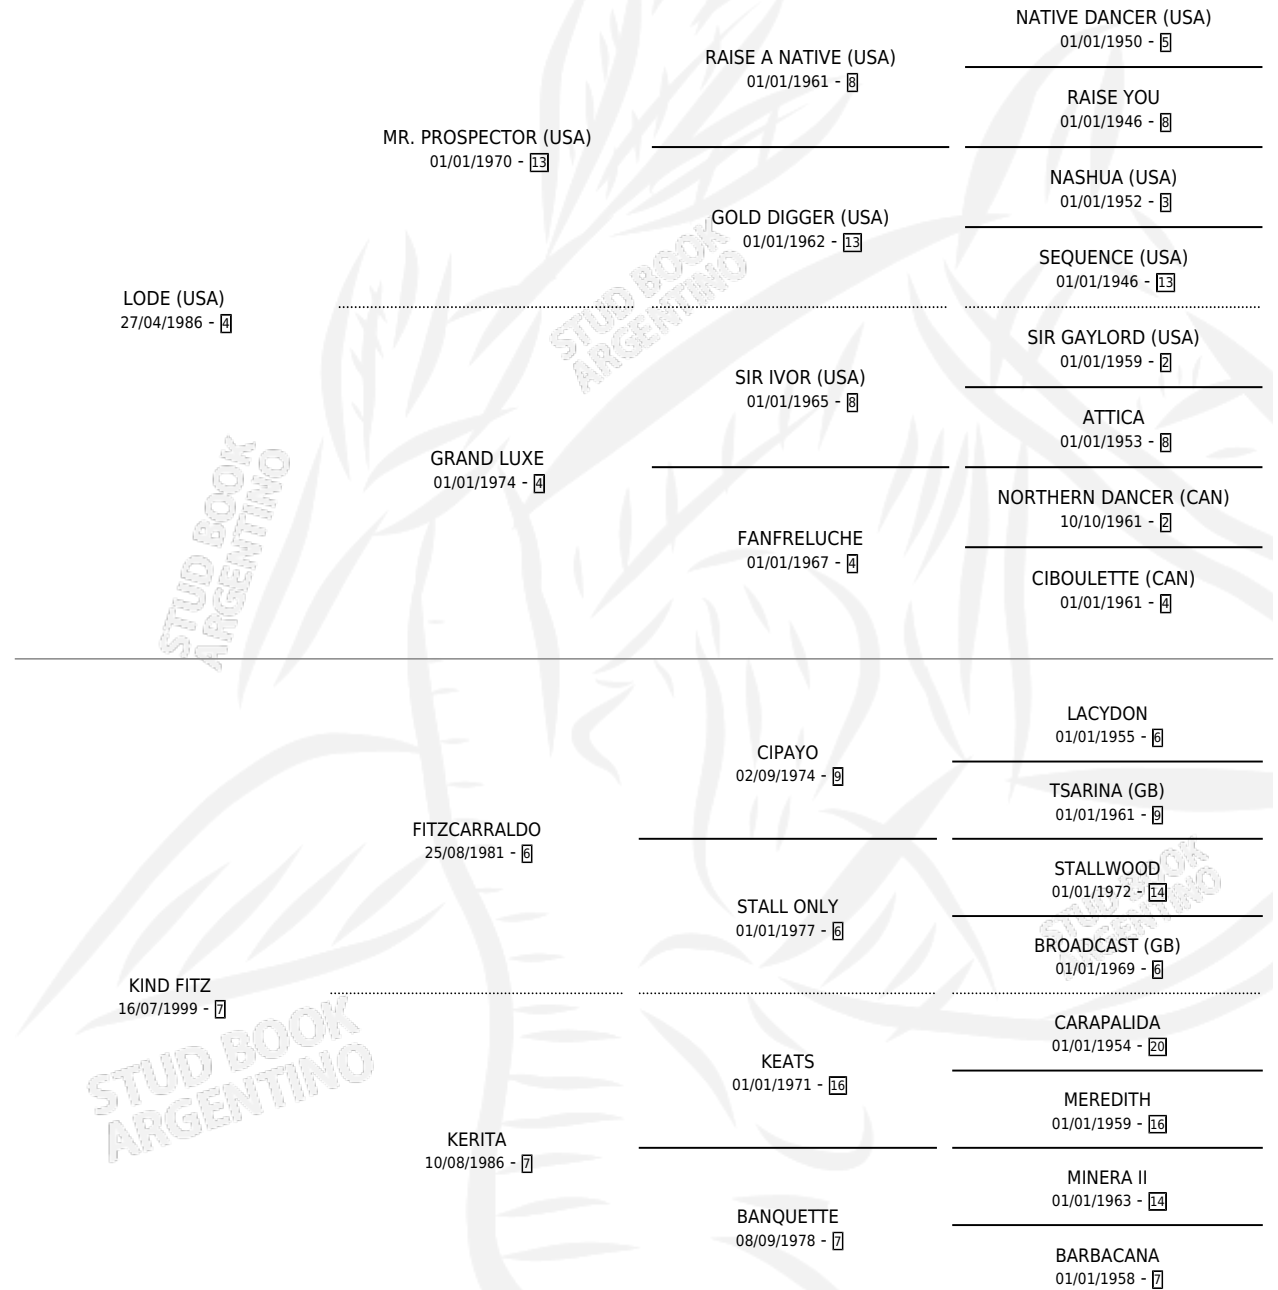 NATIVE DANCER (USA)
01/01/1950 - 5
RAISE A NATIVE (USA)
01/01/1961 - 8
RAISE YOU
01/01/1946 - 8
MR. PROSPECTOR (USA)
01/01/1970 - 13
NASHUA (USA)
01/01/1952 - 3
GOLD DIGGER (USA)
01/01/1962 - 13
SEQUENCE (USA)
01/01/1946 - 13
LODE (USA)
27/04/1986 - 4
STUD BOOK
ARGENTINO
SIR GAYLORD (USA)
01/01/1959 - 2
SIR IVOR (USA)
01/01/1965 - 8
ATTICA
01/01/1953 - 8
GRAND LUXE
01/01/1974 - 4
NORTHERN DANCER (CAN)
10/10/1961 - 2
FANFRELUCHE
01/01/1967 - 4
CIBOULETTE (CAN)
01/01/1961 - 4
STUD BOOK
ARGENTINO
LACYDON
01/01/1955 - 6
CIPAYO
02/09/1974 - 9
TSARINA (GB)
01/01/1961 - 9
FITZCARRALDO
25/08/1981 - 6
STALLWOOD
01/01/1972 - 14
STALL ONLY
01/01/1977 - 6
BROADCAST (GB)
01/01/1969 - 6
STUD BOOK
ARGENTINO
KIND FITZ
16/07/1999 - 7
STUD BOOK
ARGENTINO
CARAPALIDA
01/01/1954 - 20
KEATS
01/01/1971 - 16
MEREDITH
01/01/1959 - 16
KERITA
10/08/1986 - 7
MINERA II
01/01/1963 - 14
BANQUETTE
08/09/1978 - 7
BARBACANA
01/01/1958 - 7